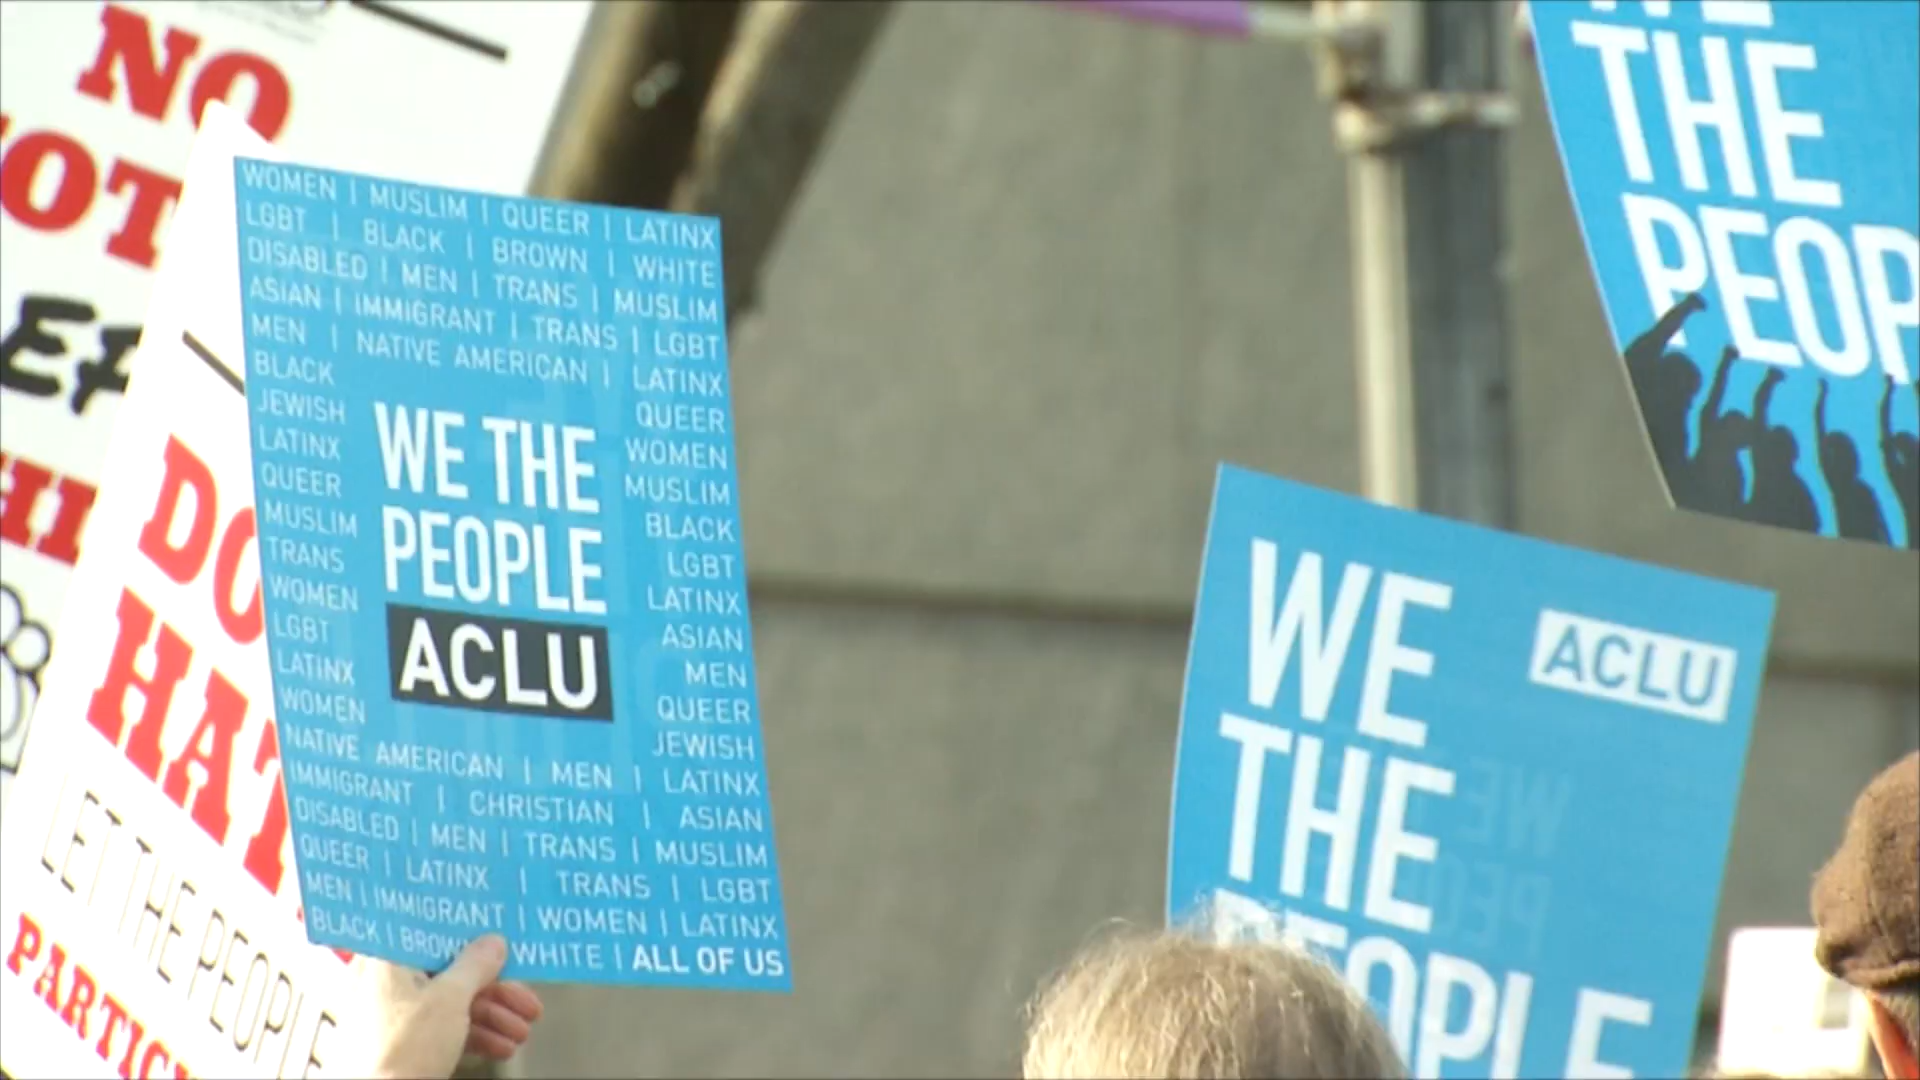 NO
WOMEN | MUSLIM | QUEER | LATINX
LGBT | BLACK | BROWN | WHITE
DISABLED | MEN | TRANS | MUSLIM
ASIAN | IMMIGRANT | TRANS | LGBT
MEN | NATIVE AMERICAN | LATINX
BLACK
JEWISH
LATINX
QUEER
MUSLIM
TRANS
WOMEN
LGBT
LATINX
WOMEN
WE THE
PEOPLE
ACLU
QUEER
WOMEN
MUSLIM
BLACK
LGBT
LATINX
ASIAN
MEN
QUEER
JEWISH
NATIVE AMERICAN | MEN | LATINX
IMMIGRANT | CHRISTIAN | ASIAN
DISABLED | MEN | TRANS | MUSLIM
QUEER | LATINX | TRANS | LGBT
MEN | IMMIGRANT | WOMEN | LATINX
BLACK | BROWN WHITE | ALL OF US
LET THE PEOPLE
WE
THE
PEOPLE
ACLU
THE
PEOP